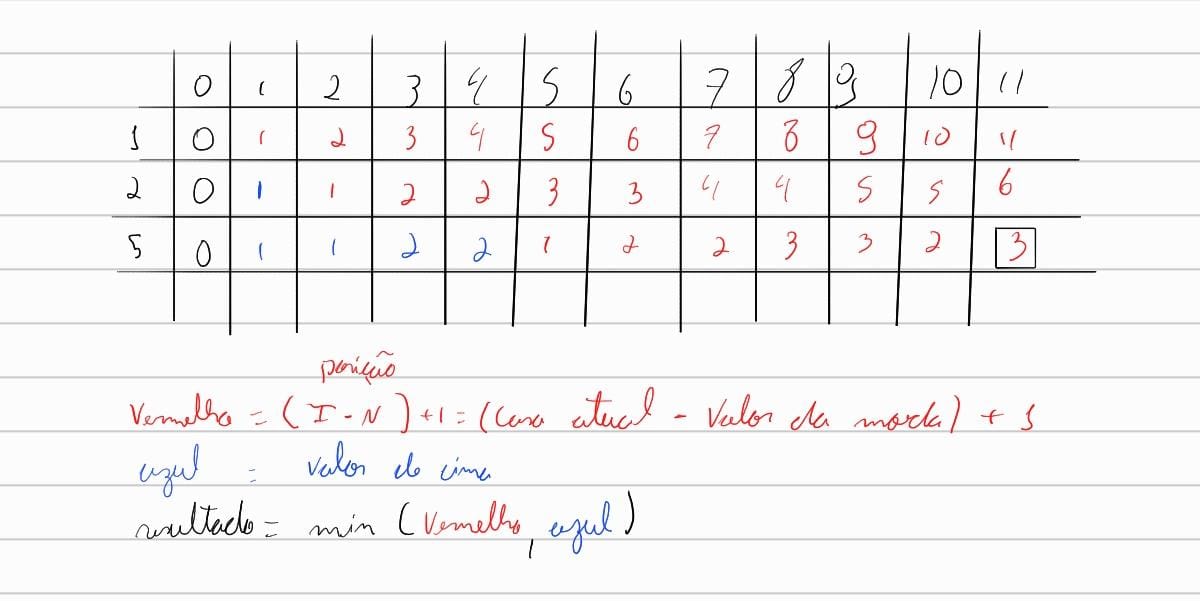 0 1 2 3 4 5 6 7 8 9 10 11
1 0 1 2 3 4 5 6 7 8 9 10 11
2 0 1 1 2 2 3 3 4 4 5 5 6
5 0 1 1 2 2 1 2 2 3 3 2 3
posição
Vermelho = (I - N) +1 = (Casa atual - Valor da moeda) + 1
azul = valor de cima
resultado = min (Vermelho, azul)